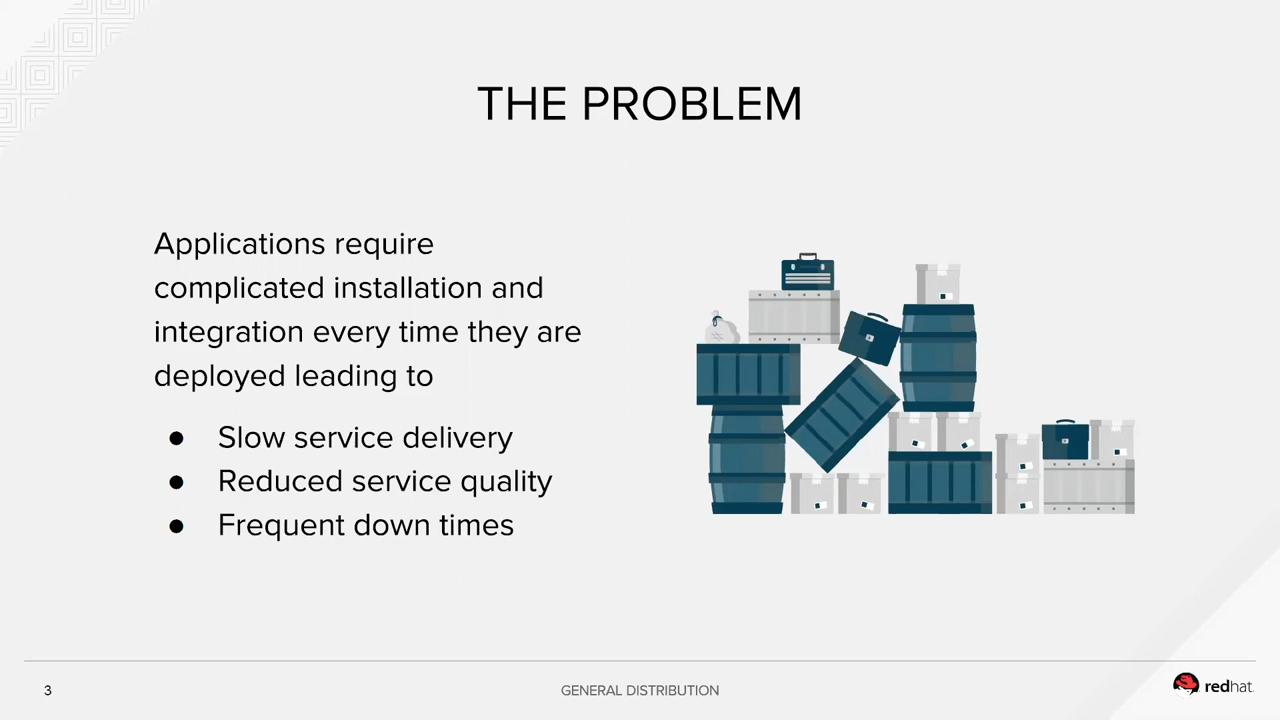 THE PROBLEM
Applications require
complicated installation and
integration every time they are
deployed leading to
● Slow service delivery
● Reduced service quality
● Frequent down times
3
GENERAL DISTRIBUTION
redhat.